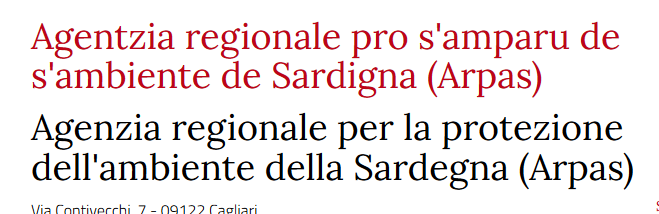 Agentzia regionale pro s'amparu de
s'ambiente de Sardigna (Arpas)
Agenzia regionale per la protezione
dell'ambiente della Sardegna (Arpas)
Via Contivecchi, 7 - 09122 Cagliari